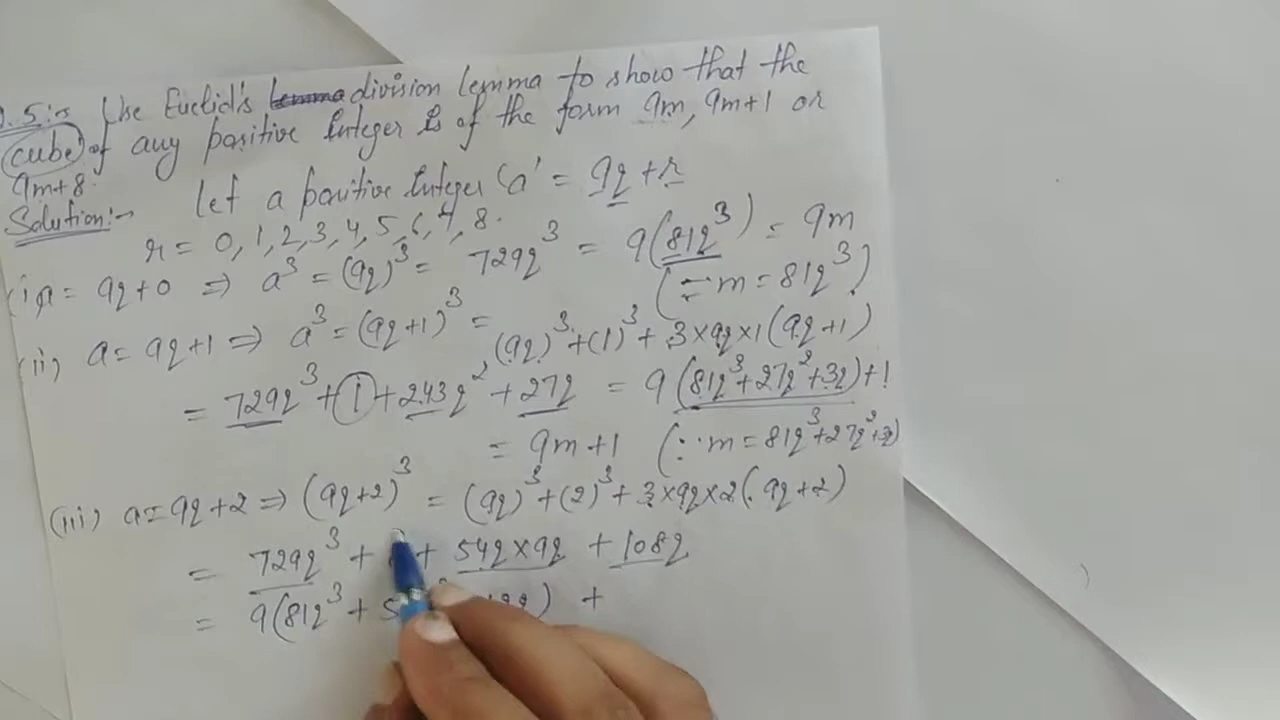 .5:- Use Euclid's division lemma to show that the
cube of any positive integer is of the form 9m, 9m+1 or
9m+8.
Solution:- Let a positive integer 'a' = 9q + r
r = 0, 1, 2, 3, 4, 5, 6, 7, 8.
(i) a = 9q+0 ⇒ a³ = (9q)³ = 729q³ = 9(81q³) = 9m
(∵ m = 81q³)
(ii) a = 9q+1 ⇒ a³ = (9q+1)³ = (9q)³+(1)³+3×9q×1(9q+1)
= 729q³+1+243q²+27q = 9(81q³+27q²+3q)+1
= 9m+1 (∵ m = 81q³+27q²+3q)
(iii) a = 9q+2 ⇒ (9q+2)³ = (9q)³+(2)³+3×9q×2(9q+2)
= 729q³ + + 54q×9q + 108q
= 9(81q³ + 5 ) +